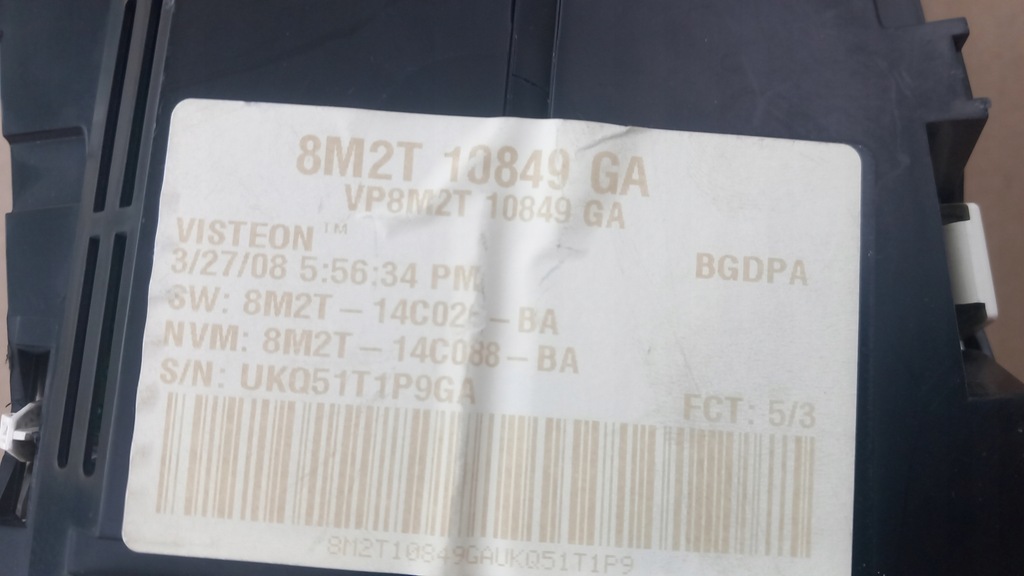 8M2T 10849 GA
VP8M2T 10849 GA
VISTEON™
3/27/08 5:56:34 PM
BGDPA
SW: 8M2T – -BA
NVM: 8M2T – 14C088 – BA
S/N: UKQ51T1P9GA
FCT: 5/3
8M2T10849GAUKQ51T1P9